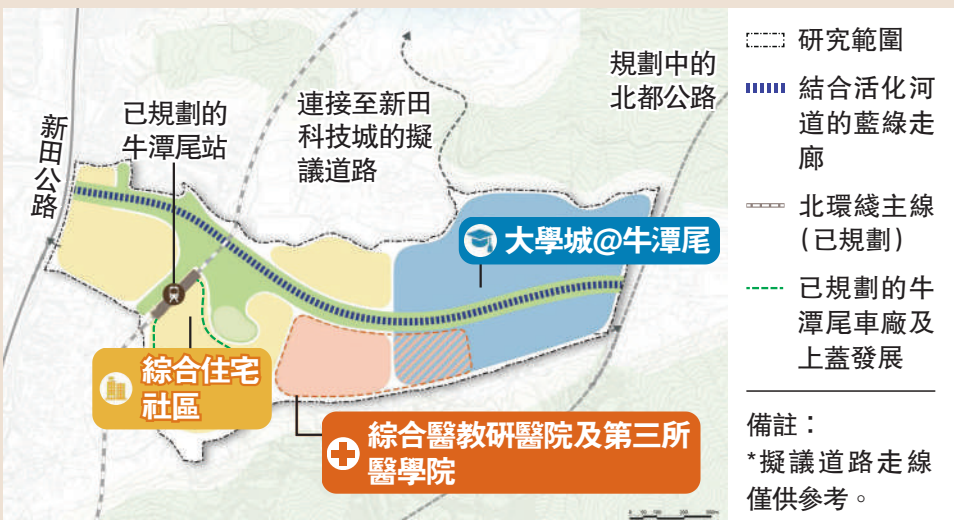 新田公路
已規劃的
牛潭尾站
連接至新田
科技城的擬
議道路
規劃中的
北都公路
大學城@牛潭尾
綜合住宅
社區
綜合醫教研醫院及第三所
醫學院
研究範圍
結合活化河
道的藍綠走
廊
北環綫主線
(已規劃)
已規劃的牛
潭尾車廠及
上蓋發展
備註：
*擬議道路走線
僅供參考。